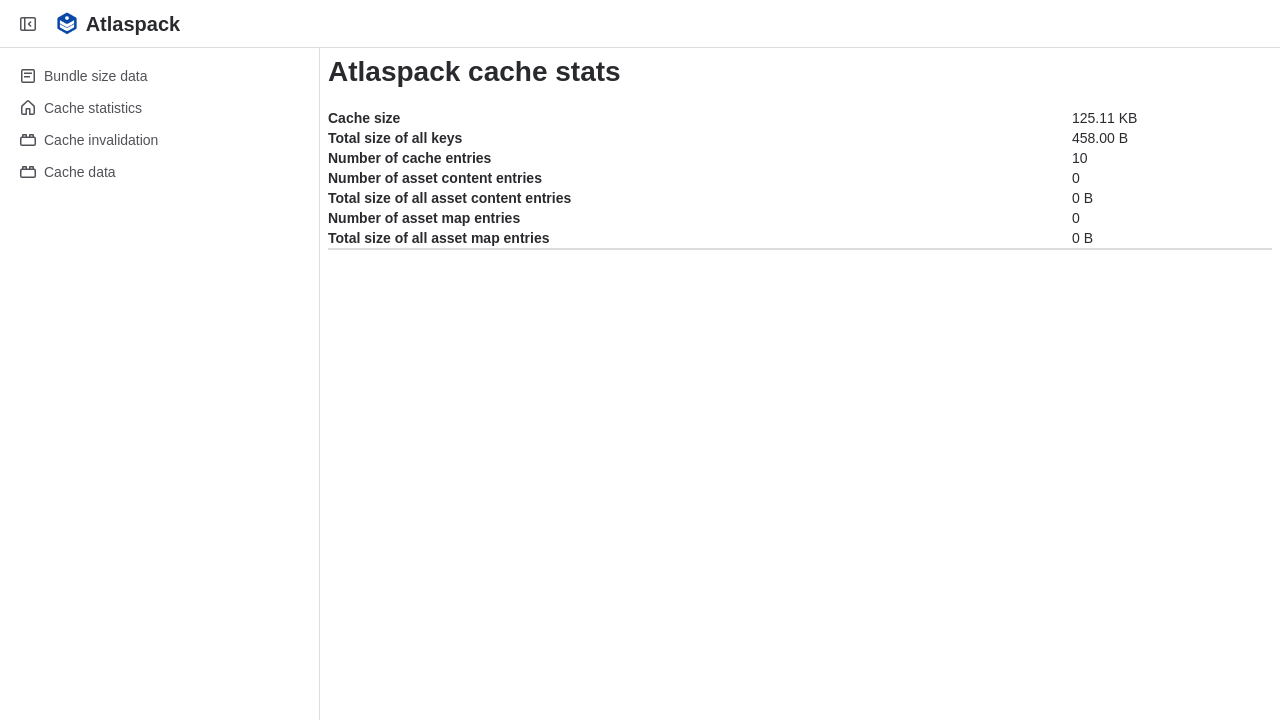 Atlaspack
Bundle size data
Cache statistics
Cache invalidation
Cache data
Atlaspack cache stats
Cache size 125.11 KB
Total size of all keys 458.00 B
Number of cache entries 10
Number of asset content entries 0
Total size of all asset content entries 0 B
Number of asset map entries 0
Total size of all asset map entries 0 B